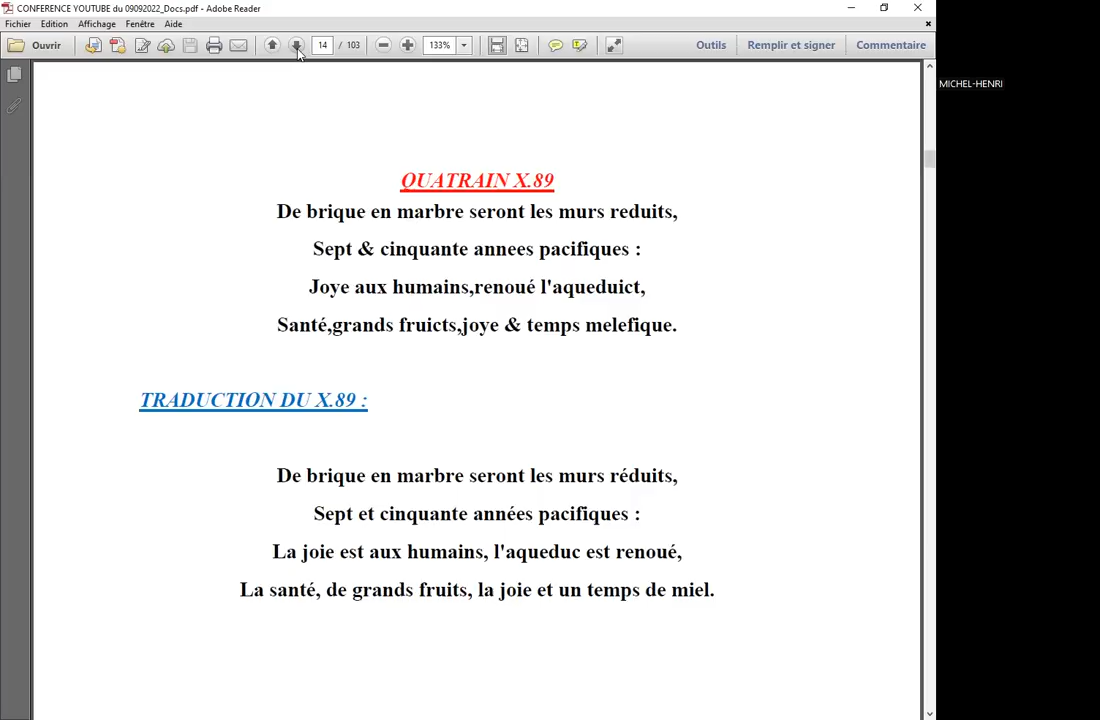 CONFERENCE YOUTUBE du 09092022_Docs.pdf - Adobe Reader
Fichier Edition Affichage Fenêtre Aide
Ouvrir 14 / 103 133% Outils Remplir et signer Commentaire
MICHEL-HENRI
QUATRAIN X.89
De brique en marbre seront les murs reduits,
Sept & cinquante annees pacifiques :
Joye aux humains,renoué l'aqueduict,
Santé,grands fruicts,joye & temps melefique.
TRADUCTION DU X.89 :
De brique en marbre seront les murs réduits,
Sept et cinquante années pacifiques :
La joie est aux humains, l'aqueduc est renoué,
La santé, de grands fruits, la joie et un temps de miel.